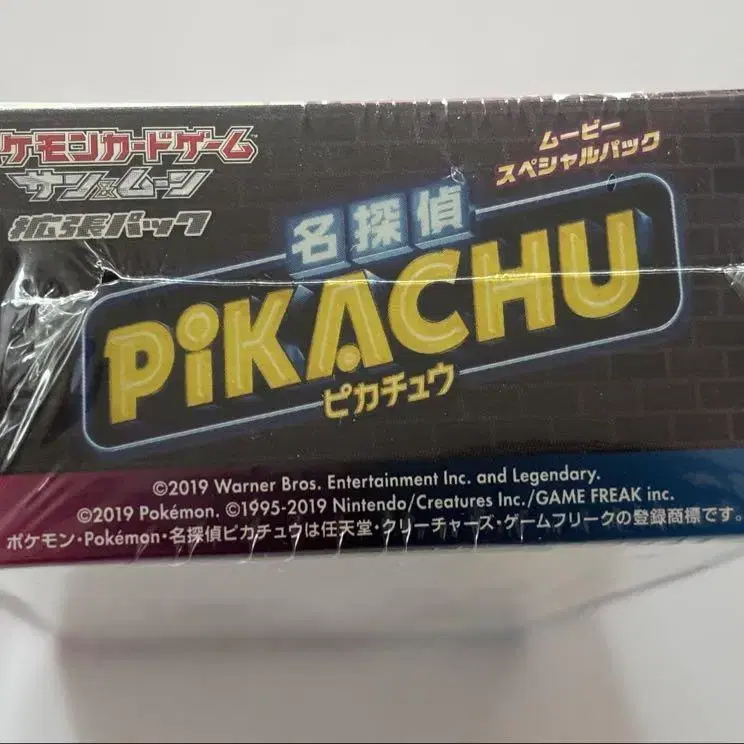 ケモンカードゲーム
サン&ムーン
拡張パック
ムービー
スペシャルパック
名探偵
PiKACHU
ピカチュウ
©2019 Warner Bros. Entertainment Inc. and Legendary.
©2019 Pokémon. ©1995-2019 Nintendo/Creatures Inc./GAME FREAK inc.
ポケモン・Pokémon・名探偵ピカチュウは任天堂・クリーチャーズ・ゲームフリークの登録商標です。